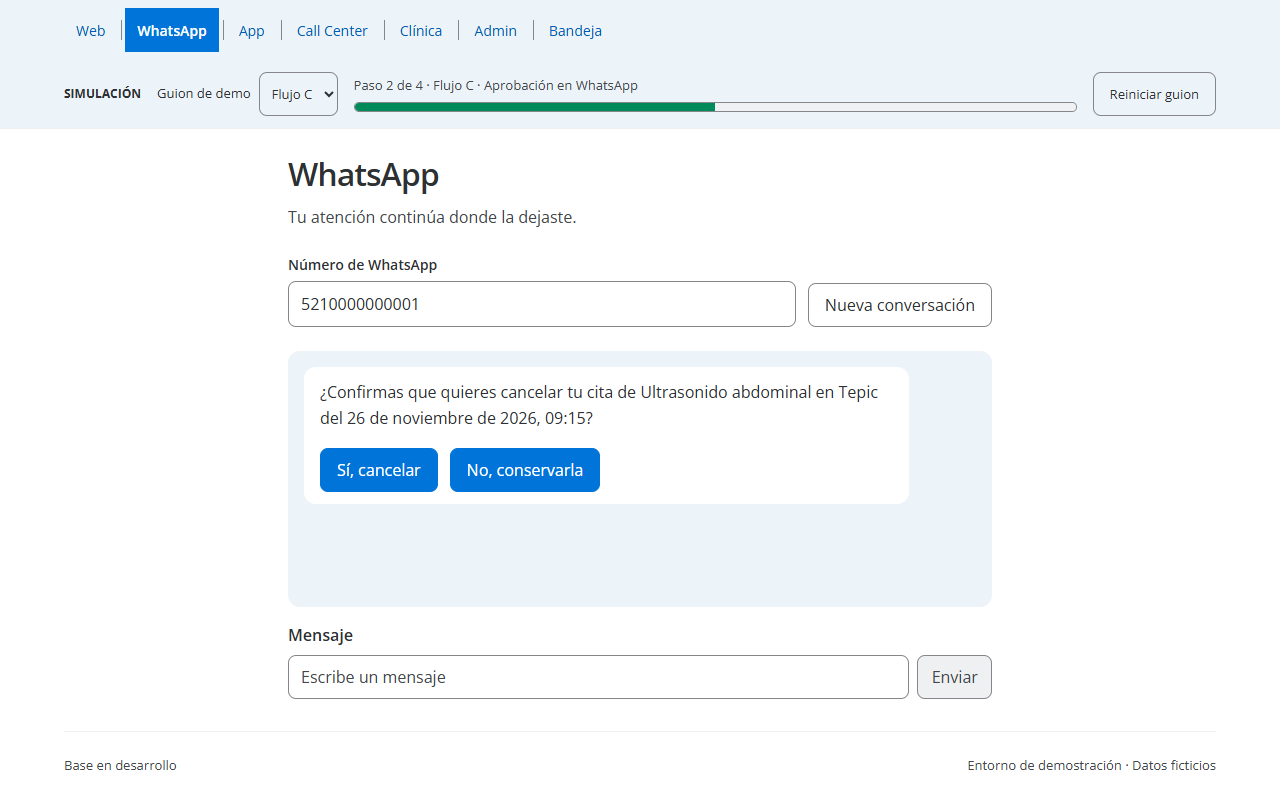 Web
WhatsApp
App
Call Center
Clínica
Admin
Bandeja
SIMULACIÓN
Guion de demo
Flujo C
Paso 2 de 4 · Flujo C · Aprobación en WhatsApp
Reiniciar guion
WhatsApp
Tu atención continúa donde la dejaste.
Número de WhatsApp
5210000000001
Nueva conversación
¿Confirmas que quieres cancelar tu cita de Ultrasonido abdominal en Tepic
del 26 de noviembre de 2026, 09:15?
Sí, cancelar
No, conservarla
Mensaje
Escribe un mensaje
Enviar
Base en desarrollo
Entorno de demostración · Datos ficticios